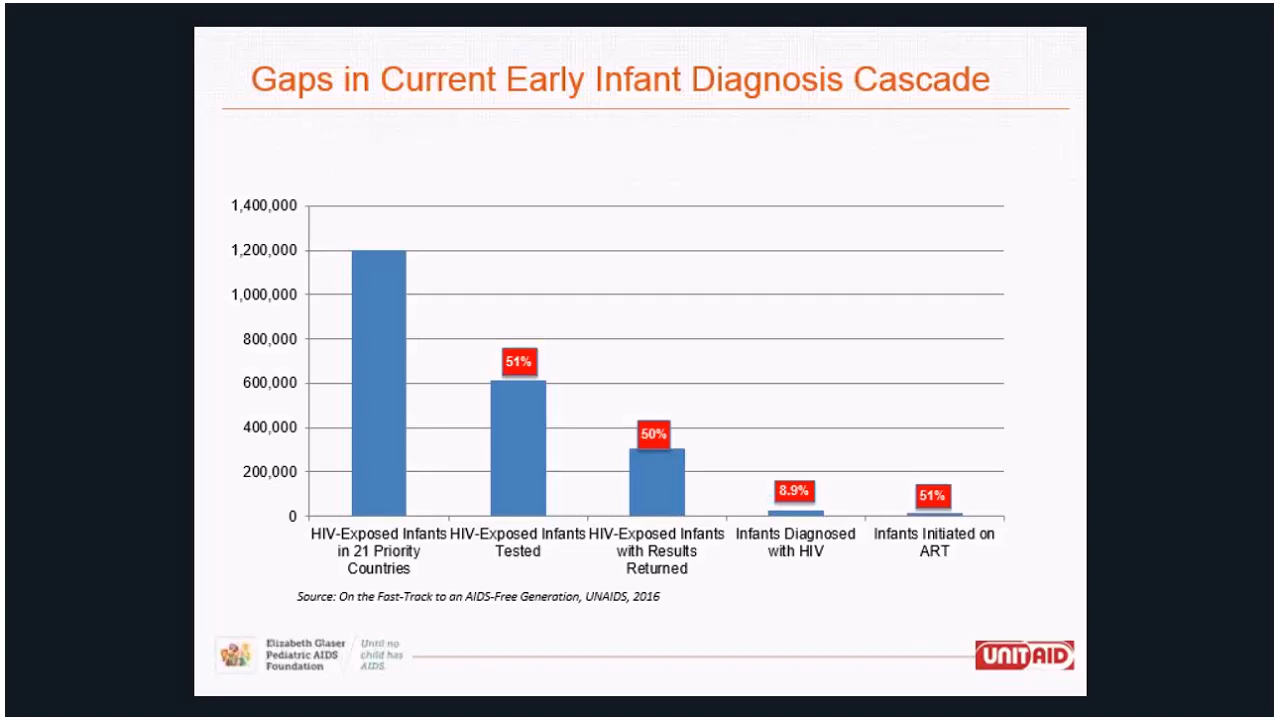 Gaps in Current Early Infant Diagnosis Cascade
1,400,000
1,200,000
1,000,000
800,000
600,000
400,000
200,000
0
51%
50%
8.9%
51%
HIV-Exposed Infants
in 21 Priority
Countries
HIV-Exposed Infants
Tested
HIV-Exposed Infants
with Results
Returned
Infants Diagnosed
with HIV
Infants Initiated on
ART
Source: On the Fast-Track to an AIDS-Free Generation, UNAIDS, 2016
Elizabeth Glaser
Pediatric AIDS
Foundation
Until no
child has
AIDS.
UNITAID